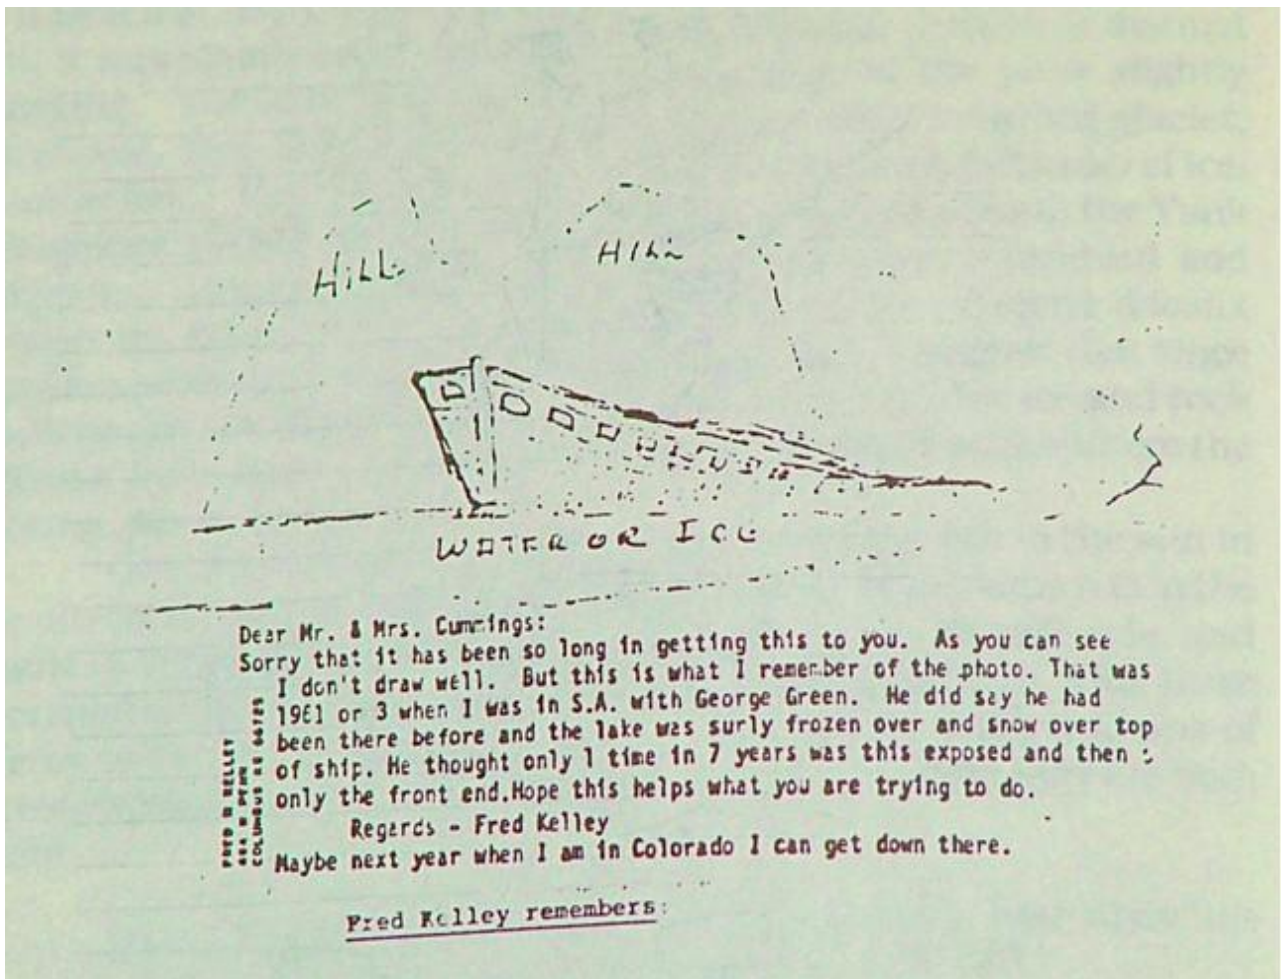 HILL
HILL
WATER OR ICE
Dear Mr. & Mrs. Cummings:
Sorry that it has been so long in getting this to you. As you can see
I don't draw well. But this is what I remember of the photo. That was
1961 or 3 when I was in S.A. with George Green. He did say he had
been there before and the lake was surly frozen over and snow over top
of ship. He thought only 1 time in 7 years was this exposed and then
only the front end.Hope this helps what you are trying to do.
Regards - Fred Kelley
Maybe next year when I am in Colorado I can get down there.
FRED D KELLEY
COLUMBUS
Fred Kelley remembers: